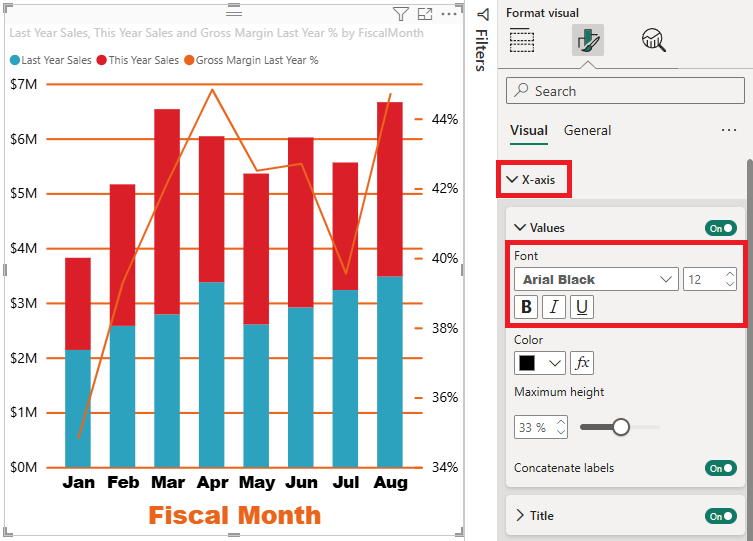 Last Year Sales, This Year Sales and Gross Margin Last Year % by FiscalMonth
Last Year Sales This Year Sales Gross Margin Last Year %
$7M
$6M
$5M
$4M
$3M
$2M
$1M
$0M
44%
42%
40%
38%
36%
34%
Jan Feb Mar Apr May Jun Jul Aug
Fiscal Month
Filters
Format visual
Search
Visual General
X-axis
Values On
Font
Arial Black 12
B I U
Color
fx
Maximum height
33 %
Concatenate labels On
Title On